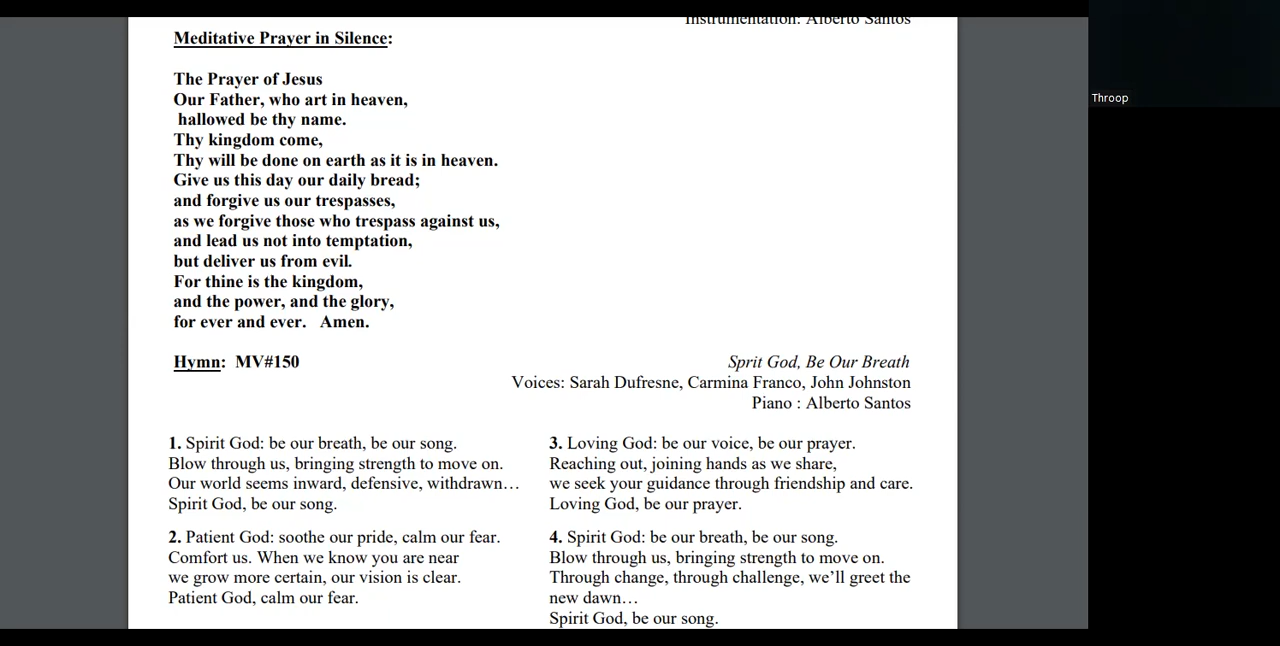 Instrumentation: Alberto Santos
Meditative Prayer in Silence:
The Prayer of Jesus
Our Father, who art in heaven,
hallowed be thy name.
Thy kingdom come,
Thy will be done on earth as it is in heaven.
Give us this day our daily bread;
and forgive us our trespasses,
as we forgive those who trespass against us,
and lead us not into temptation,
but deliver us from evil.
For thine is the kingdom,
and the power, and the glory,
for ever and ever. Amen.
Hymn: MV#150
Sprit God, Be Our Breath
Voices: Sarah Dufresne, Carmina Franco, John Johnston
Piano : Alberto Santos
1. Spirit God: be our breath, be our song.
Blow through us, bringing strength to move on.
Our world seems inward, defensive, withdrawn…
Spirit God, be our song.
2. Patient God: soothe our pride, calm our fear.
Comfort us. When we know you are near
we grow more certain, our vision is clear.
Patient God, calm our fear.
3. Loving God: be our voice, be our prayer.
Reaching out, joining hands as we share,
we seek your guidance through friendship and care.
Loving God, be our prayer.
4. Spirit God: be our breath, be our song.
Blow through us, bringing strength to move on.
Through change, through challenge, we’ll greet the
new dawn…
Spirit God, be our song.
Throop